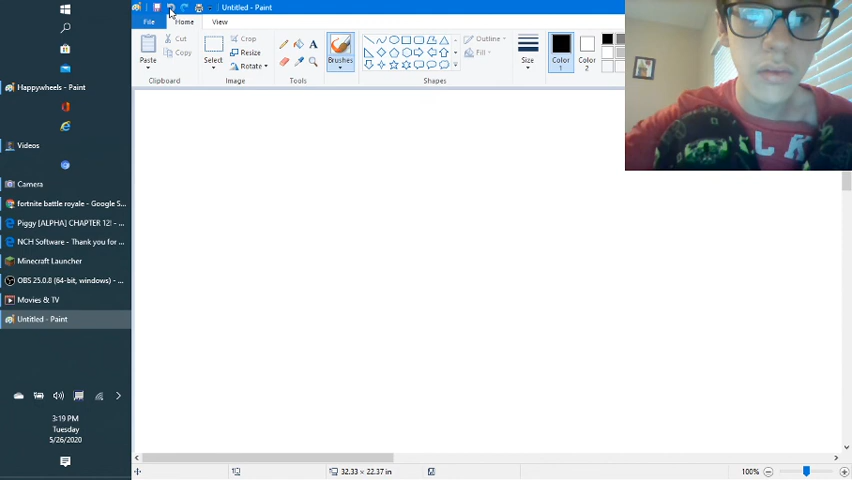 Untitled - Paint
File
Home
View
Paste
Cut
Copy
Clipboard
Select
Crop
Resize
Rotate
Image
A
Tools
Brushes
Outline
Fill
Shapes
Size
Color
1
Color
2
Happywheels - Paint
Videos
Camera
fortnite battle royale - Google S...
Piggy [ALPHA] CHAPTER 12! - ...
NCH Software - Thank you for ...
Minecraft Launcher
OBS 25.0.8 (64-bit, windows) - ...
Movies & TV
Untitled - Paint
3:19 PM
Tuesday
5/26/2020
32.33 × 22.37 in
100%